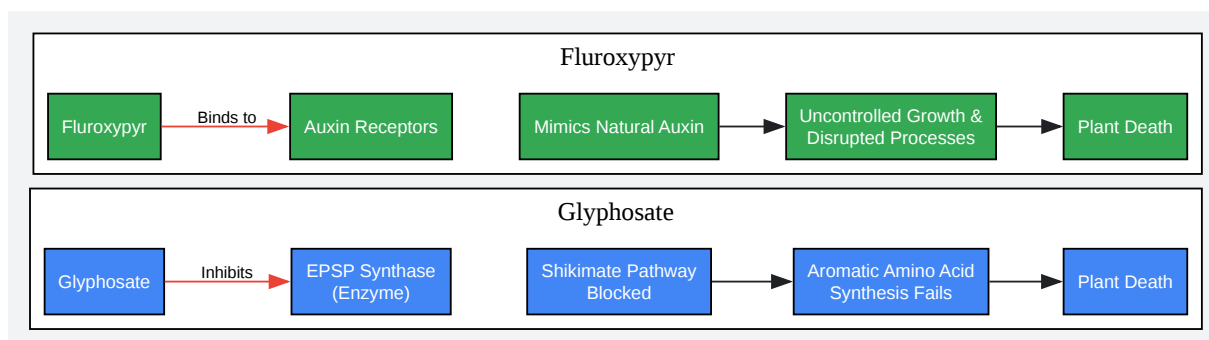 Fluroxypyr
Fluroxypyr
Binds to
Auxin Receptors
Mimics Natural Auxin
Uncontrolled Growth &
Disrupted Processes
Plant Death
Glyphosate
Glyphosate
Inhibits
EPSP Synthase
(Enzyme)
Shikimate Pathway
Blocked
Aromatic Amino Acid
Synthesis Fails
Plant Death